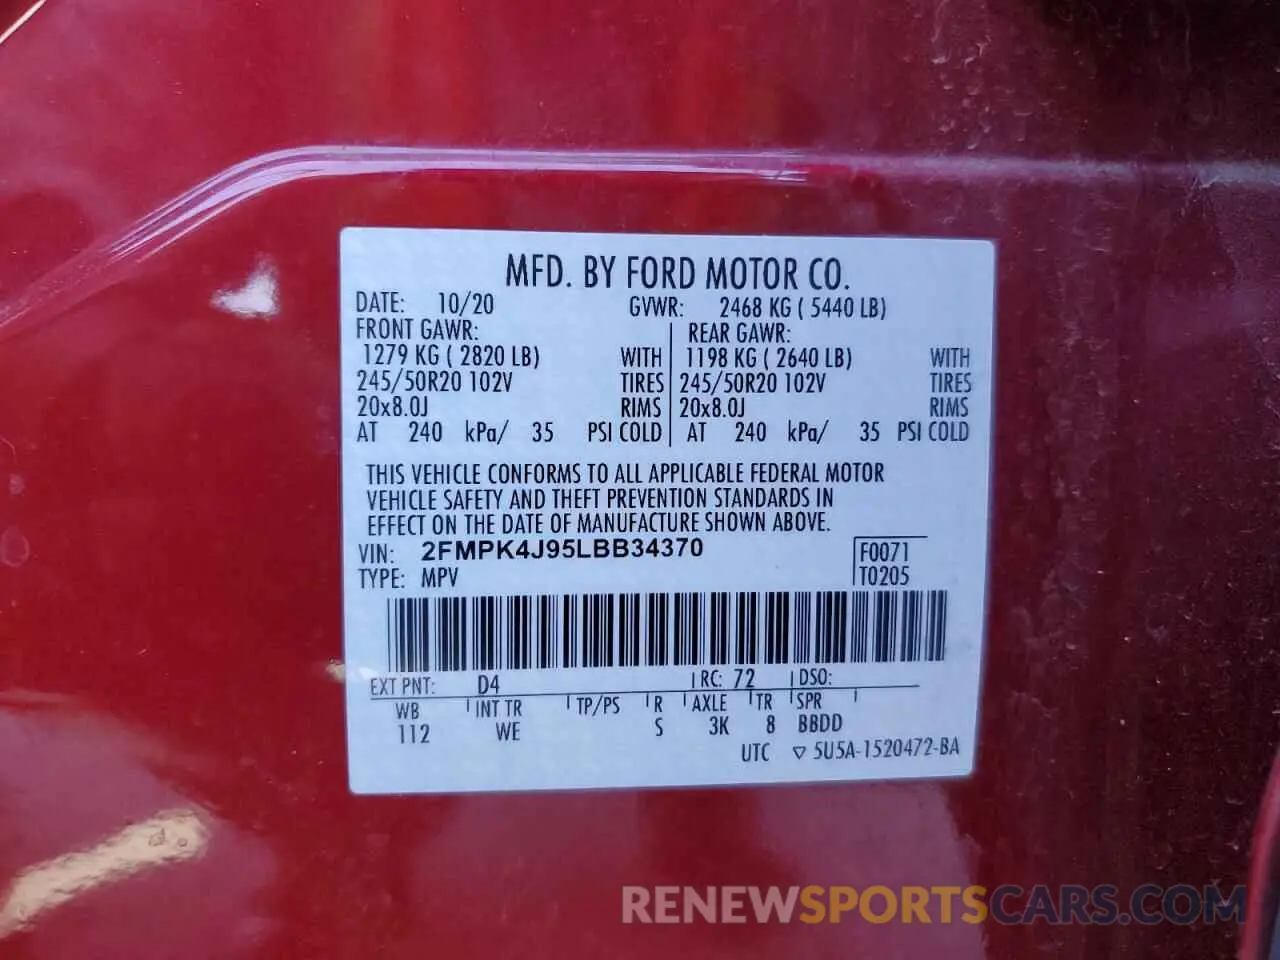 MFD. BY FORD MOTOR CO.
DATE: 10/20 GVWR: 2468 KG ( 5440 LB)
FRONT GAWR: REAR GAWR:
1279 KG ( 2820 LB) WITH 1198 KG ( 2640 LB) WITH
245/50R20 102V TIRES 245/50R20 102V TIRES
20x8.0J RIMS 20x8.0J RIMS
AT 240 kPa/ 35 PSI COLD AT 240 kPa/ 35 PSI COLD
THIS VEHICLE CONFORMS TO ALL APPLICABLE FEDERAL MOTOR
VEHICLE SAFETY AND THEFT PREVENTION STANDARDS IN
EFFECT ON THE DATE OF MANUFACTURE SHOWN ABOVE.
VIN: 2FMPK4J95LBB34370 F0071
TYPE: MPV T0205
EXT PNT: D4 RC: 72 DSO:
WB INT TR TP/PS R AXLE TR SPR
112 WE S 3K 8 BBDD
UTC ▽ 5U5A-1520472-BA
RENEWSPORTSCARS.COM